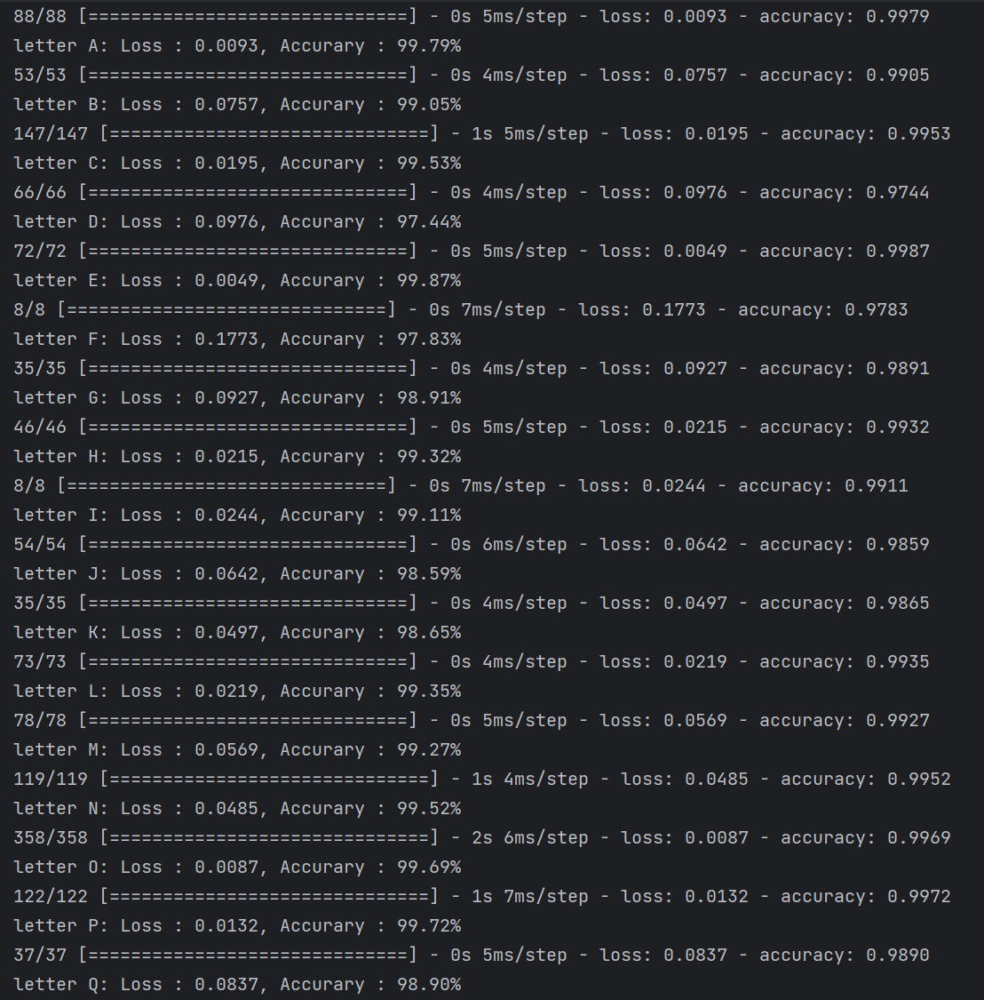 88/88 [==============================] - 0s 5ms/step - loss: 0.0093 - accuracy: 0.9979
letter A: Loss : 0.0093, Accurary : 99.79%
53/53 [==============================] - 0s 4ms/step - loss: 0.0757 - accuracy: 0.9905
letter B: Loss : 0.0757, Accurary : 99.05%
147/147 [==============================] - 1s 5ms/step - loss: 0.0195 - accuracy: 0.9953
letter C: Loss : 0.0195, Accurary : 99.53%
66/66 [==============================] - 0s 4ms/step - loss: 0.0976 - accuracy: 0.9744
letter D: Loss : 0.0976, Accurary : 97.44%
72/72 [==============================] - 0s 5ms/step - loss: 0.0049 - accuracy: 0.9987
letter E: Loss : 0.0049, Accurary : 99.87%
8/8 [==============================] - 0s 7ms/step - loss: 0.1773 - accuracy: 0.9783
letter F: Loss : 0.1773, Accurary : 97.83%
35/35 [==============================] - 0s 4ms/step - loss: 0.0927 - accuracy: 0.9891
letter G: Loss : 0.0927, Accurary : 98.91%
46/46 [==============================] - 0s 5ms/step - loss: 0.0215 - accuracy: 0.9932
letter H: Loss : 0.0215, Accurary : 99.32%
8/8 [==============================] - 0s 7ms/step - loss: 0.0244 - accuracy: 0.9911
letter I: Loss : 0.0244, Accurary : 99.11%
54/54 [==============================] - 0s 6ms/step - loss: 0.0642 - accuracy: 0.9859
letter J: Loss : 0.0642, Accurary : 98.59%
35/35 [==============================] - 0s 4ms/step - loss: 0.0497 - accuracy: 0.9865
letter K: Loss : 0.0497, Accurary : 98.65%
73/73 [==============================] - 0s 4ms/step - loss: 0.0219 - accuracy: 0.9935
letter L: Loss : 0.0219, Accurary : 99.35%
78/78 [==============================] - 0s 5ms/step - loss: 0.0569 - accuracy: 0.9927
letter M: Loss : 0.0569, Accurary : 99.27%
119/119 [==============================] - 1s 4ms/step - loss: 0.0485 - accuracy: 0.9952
letter N: Loss : 0.0485, Accurary : 99.52%
358/358 [==============================] - 2s 6ms/step - loss: 0.0087 - accuracy: 0.9969
letter O: Loss : 0.0087, Accurary : 99.69%
122/122 [==============================] - 1s 7ms/step - loss: 0.0132 - accuracy: 0.9972
letter P: Loss : 0.0132, Accurary : 99.72%
37/37 [==============================] - 0s 5ms/step - loss: 0.0837 - accuracy: 0.9890
letter Q: Loss : 0.0837, Accurary : 98.90%